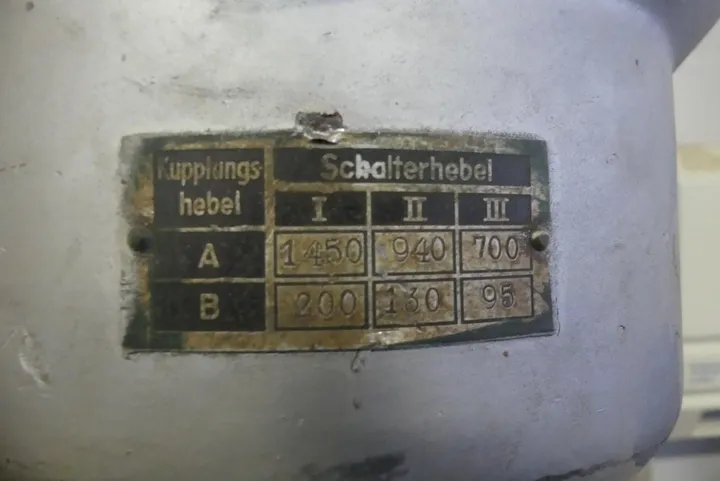 Kupplungs Schalterhebel
hebel I II III
A 1450 940 700
B 200 130 95